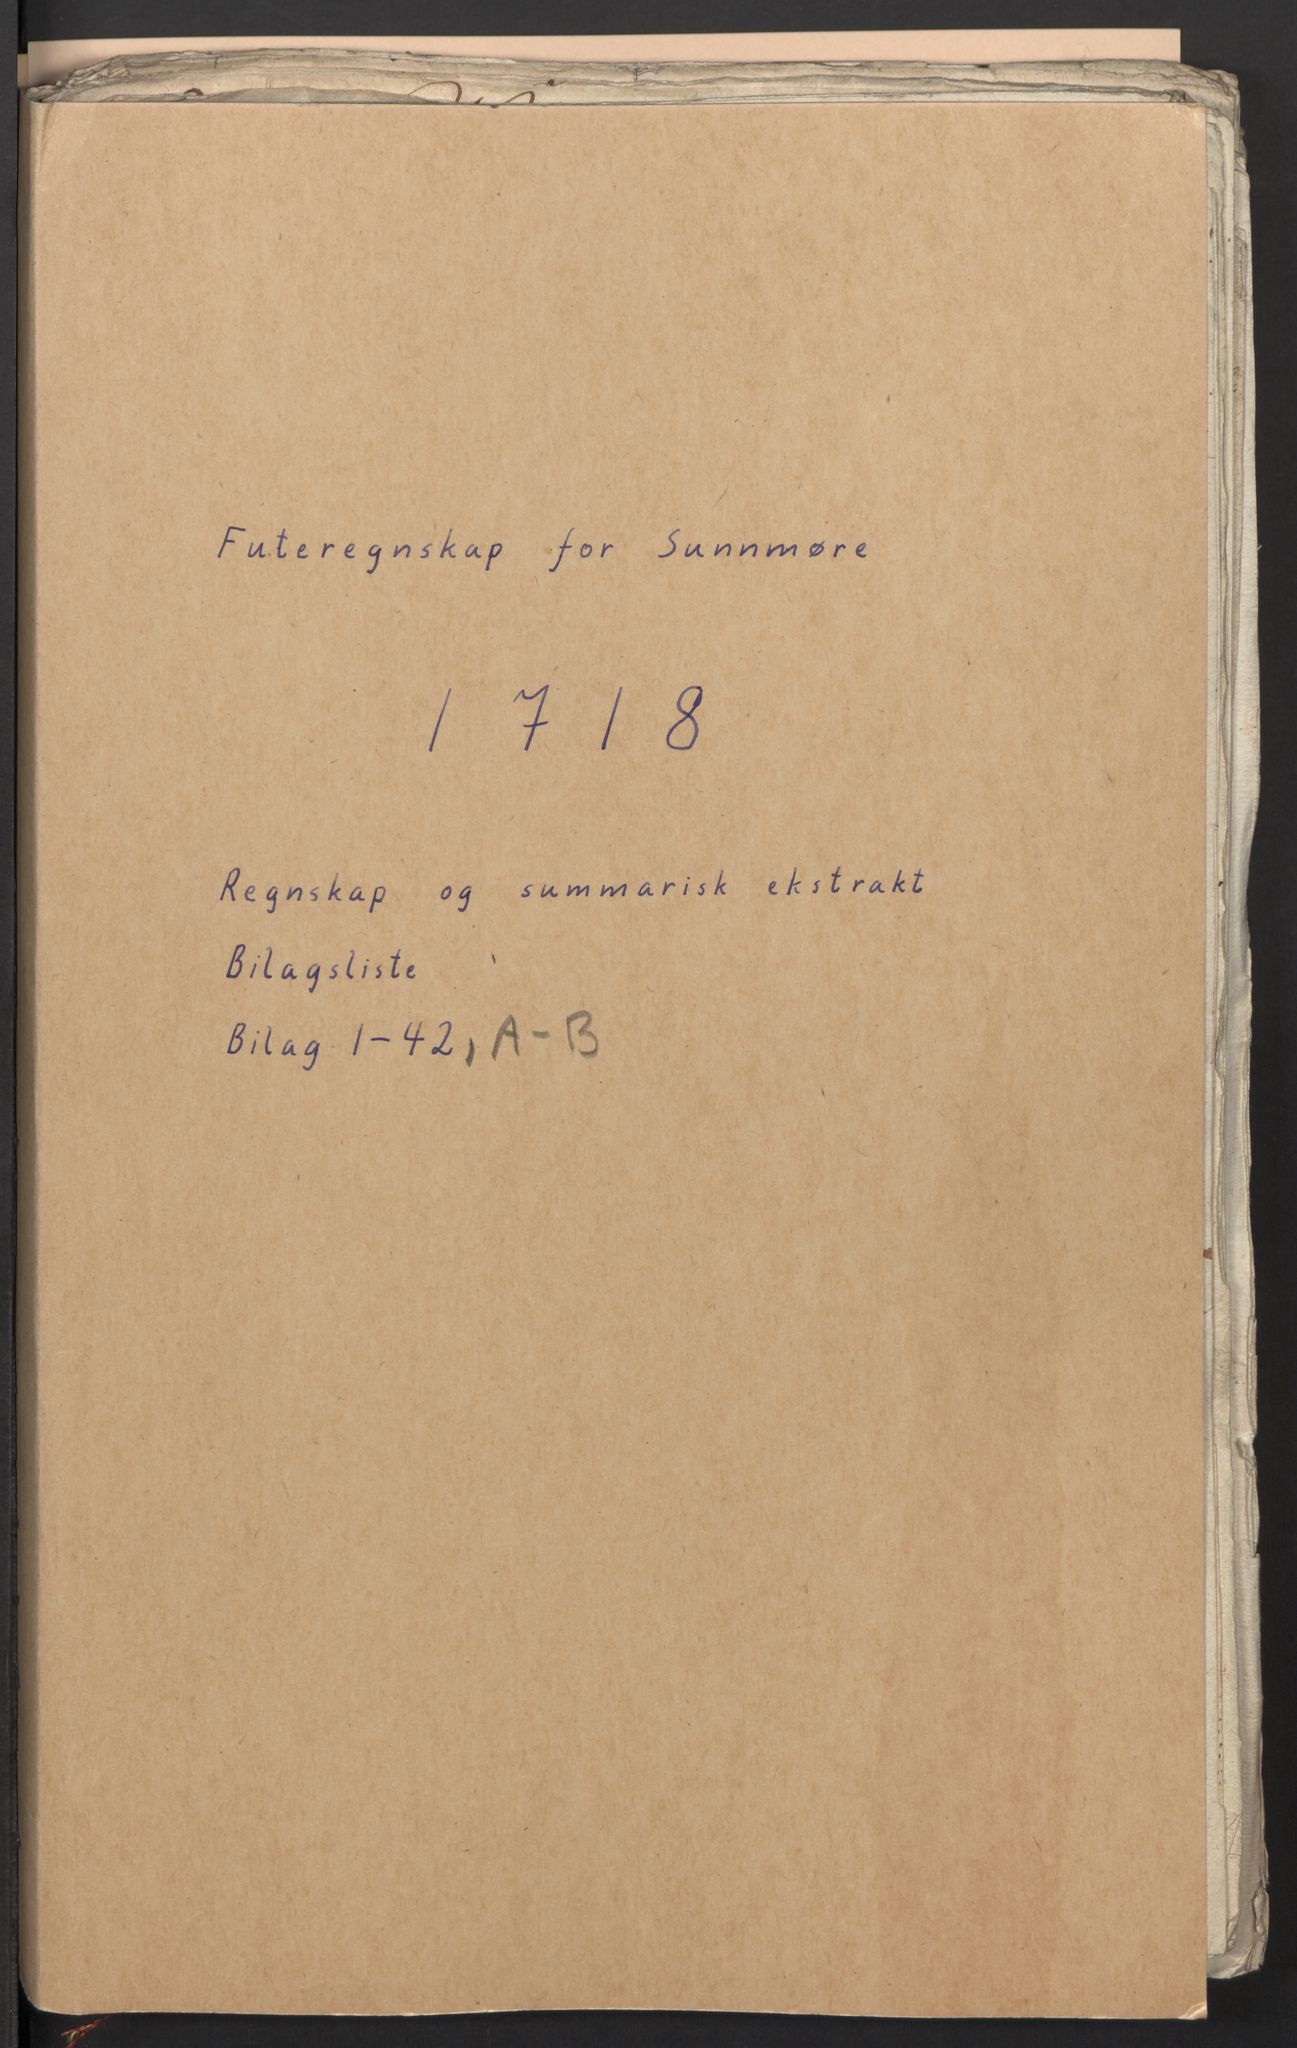 Futeregnskap for Sunnmøre
1718
Regnskap og summarisk ekstrakt
Bilagsliste
Bilag 1-42, A-B